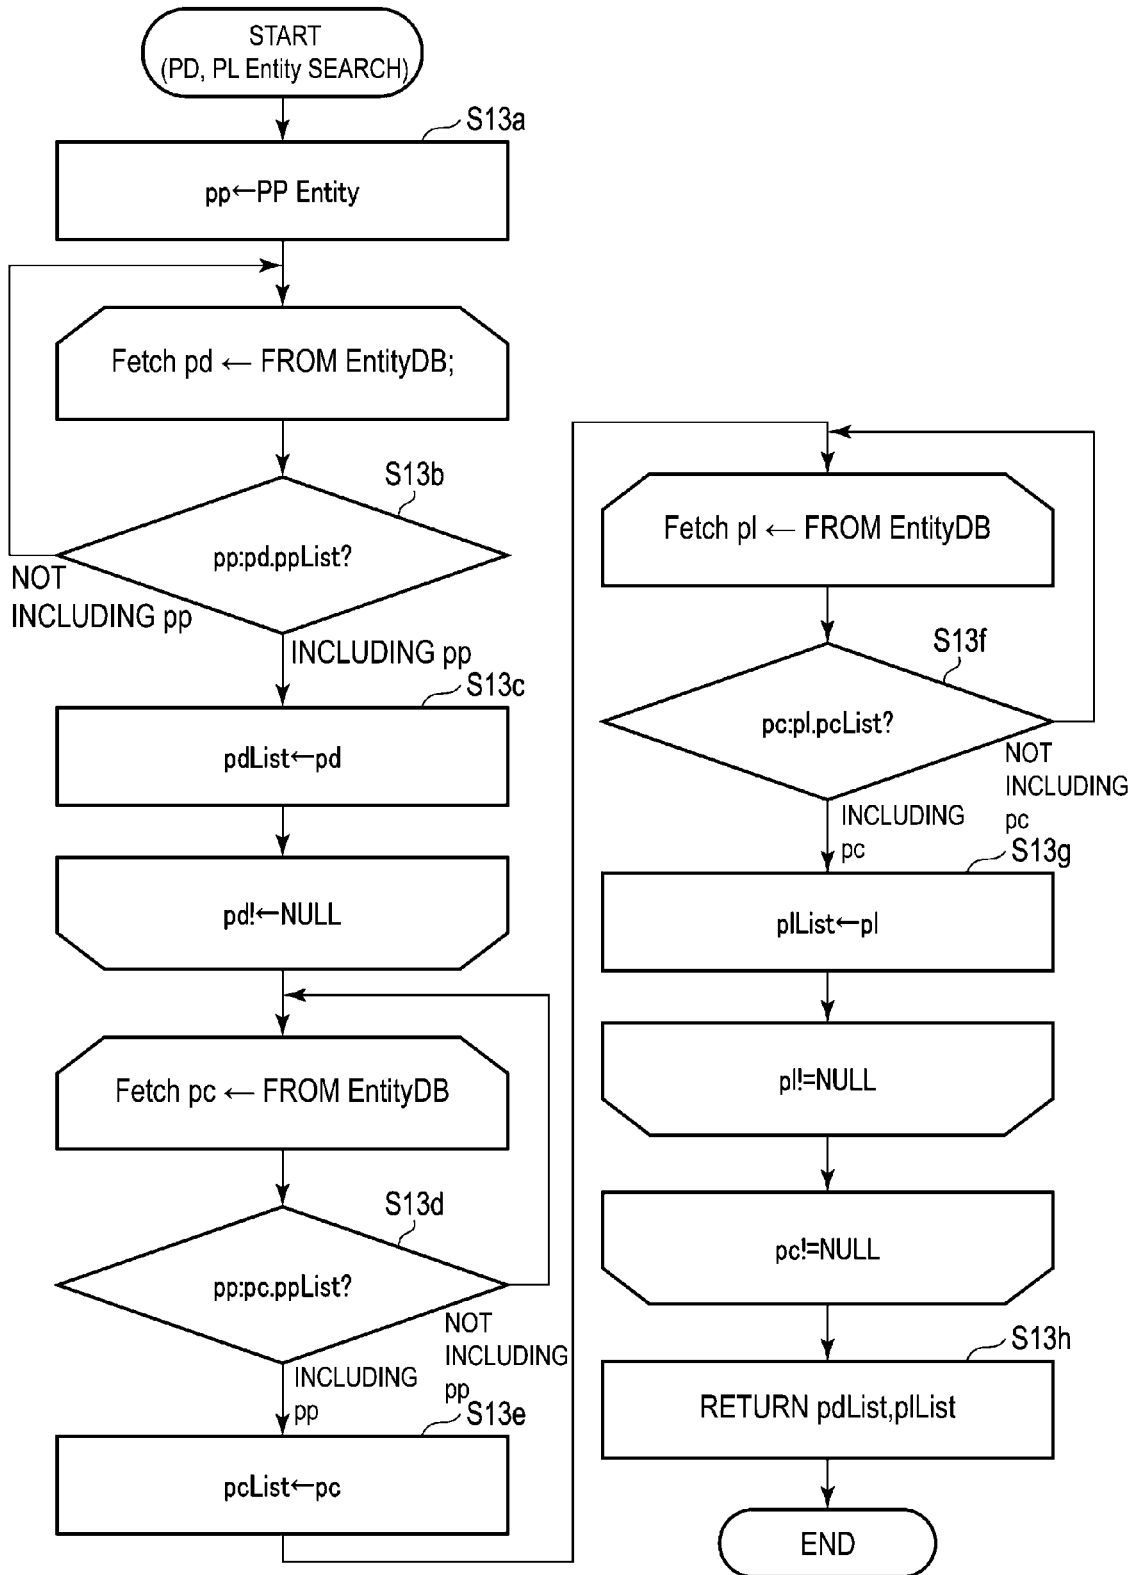 START
(PD, PL Entity SEARCH)
S13a
pp←PP Entity
Fetch pd ← FROM EntityDB;
S13b
pp:pd.ppList?
NOT
INCLUDING pp
INCLUDING pp
S13c
pdList←pd
pd!←NULL
Fetch pc ← FROM EntityDB
S13d
pp:pc.ppList?
NOT
INCLUDING
pp
INCLUDING
pp
S13e
pcList←pc
Fetch pl ← FROM EntityDB
S13f
pc:pl.pcList?
NOT
INCLUDING
pc
INCLUDING
pc
S13g
plList←pl
pl!=NULL
pc!=NULL
S13h
RETURN pdList,plList
END